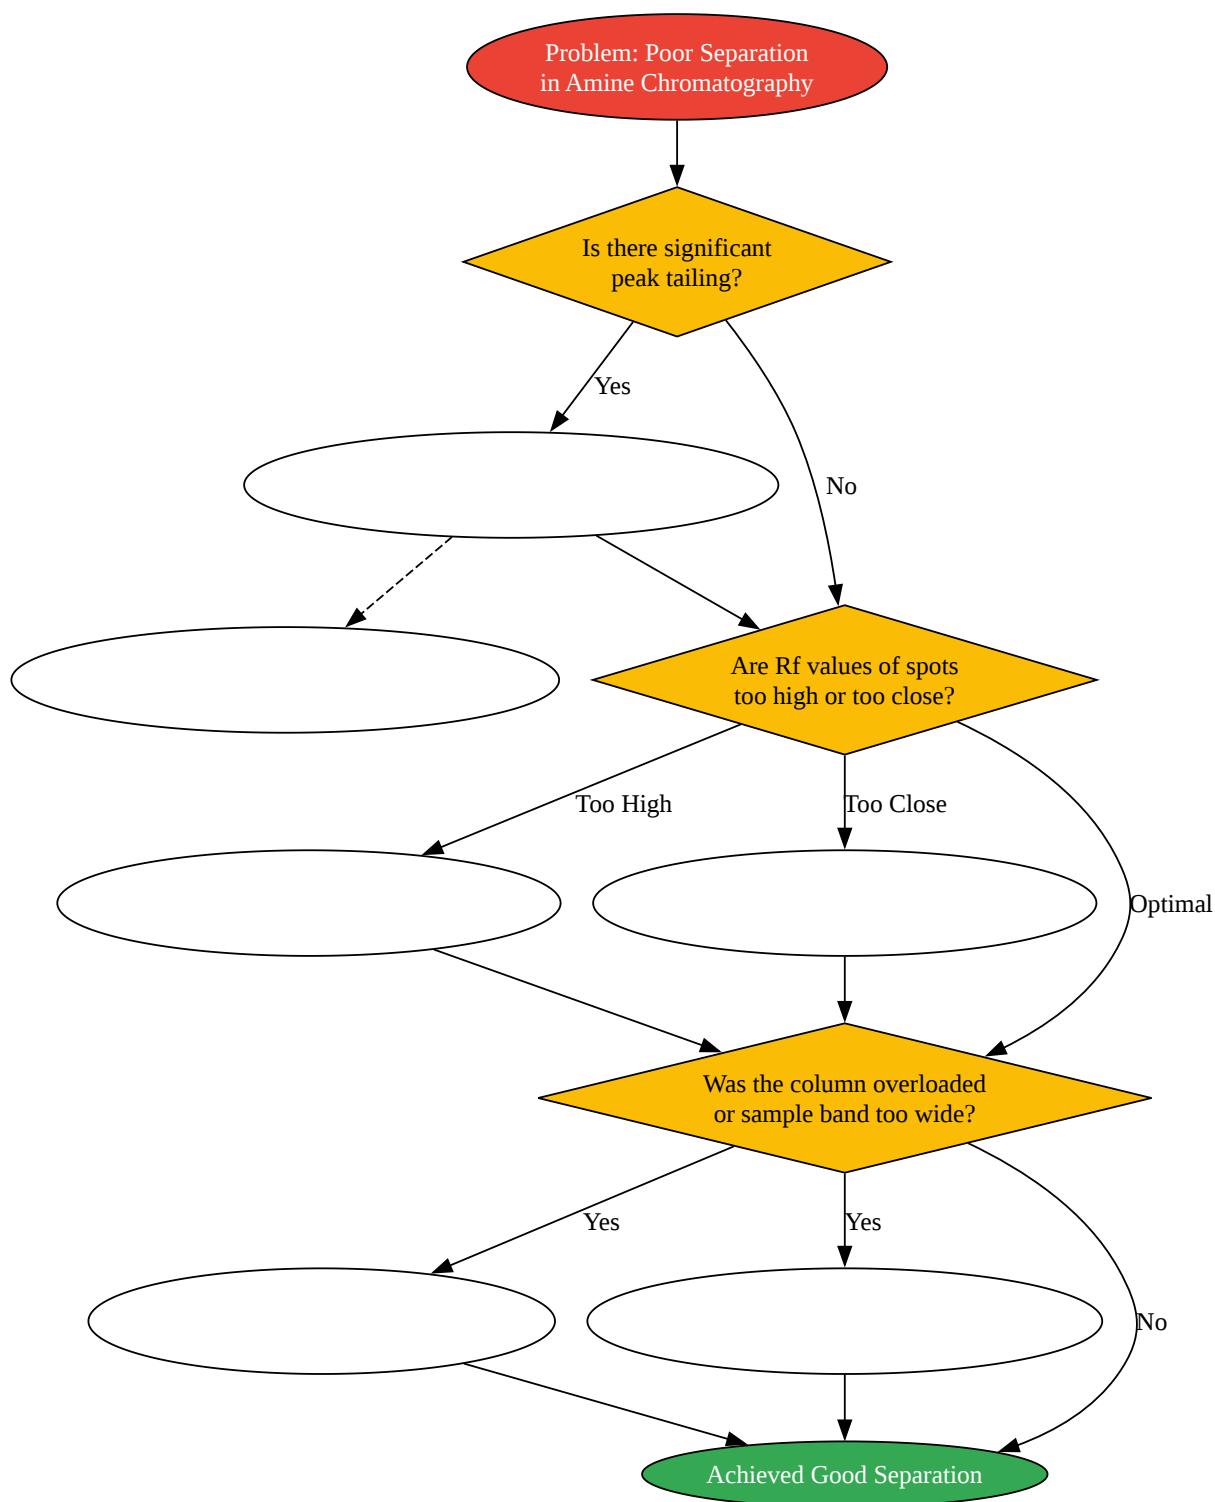 Problem: Poor Separation
in Amine Chromatography
Is there significant
peak tailing?
Yes
No
Are Rf values of spots
too high or too close?
Too High
Too Close
Optimal
Was the column overloaded
or sample band too wide?
Yes
Yes
No
Achieved Good Separation